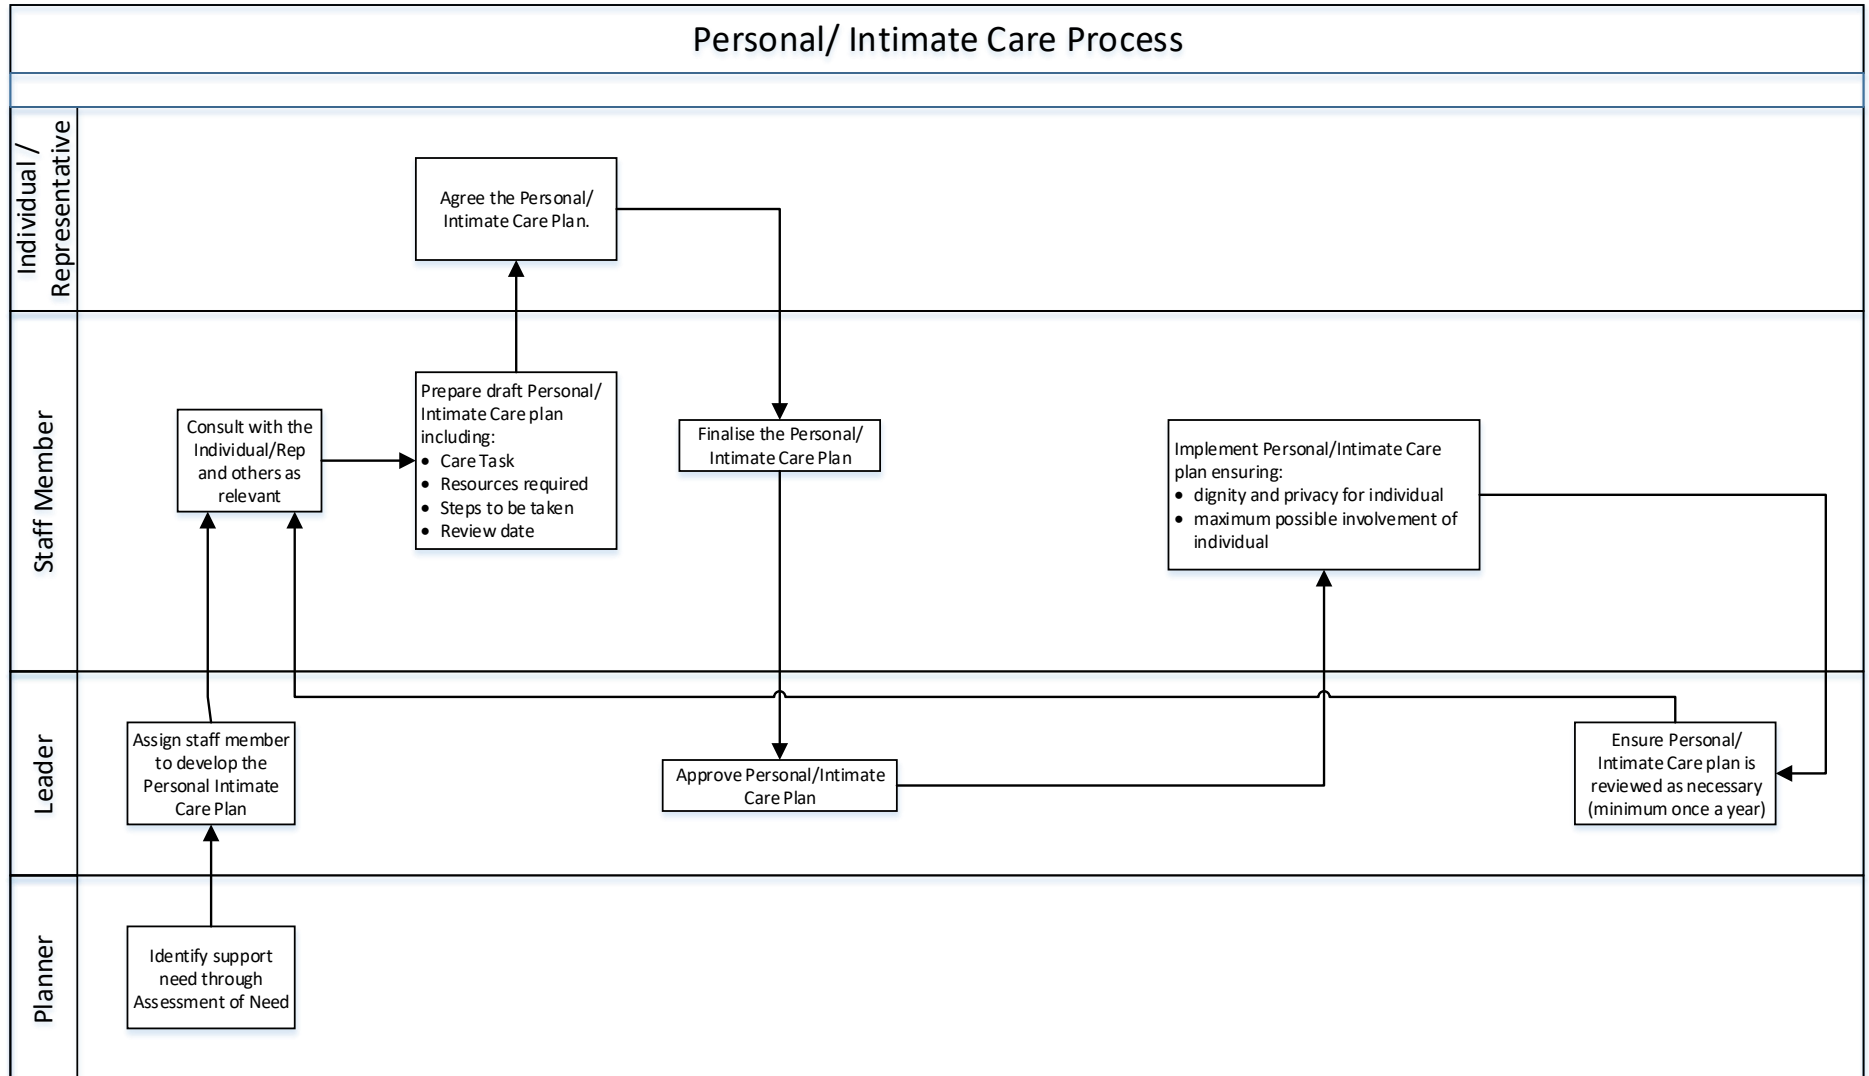 Personal/ Intimate Care Process
Individual /
Representative
Agree the Personal/
Intimate Care Plan.
Staff Member
Consult with the
Individual/Rep
and others as
relevant
Prepare draft Personal/
Intimate Care plan
including:
• Care Task
• Resources required
• Steps to be taken
• Review date
Finalise the Personal/
Intimate Care Plan
Implement Personal/Intimate Care
plan ensuring:
• dignity and privacy for individual
• maximum possible involvement of
individual
Leader
Assign staff member
to develop the
Personal Intimate
Care Plan
Approve Personal/Intimate
Care Plan
Ensure Personal/
Intimate Care plan is
reviewed as necessary
(minimum once a year)
Planner
Identify support
need through
Assessment of Need